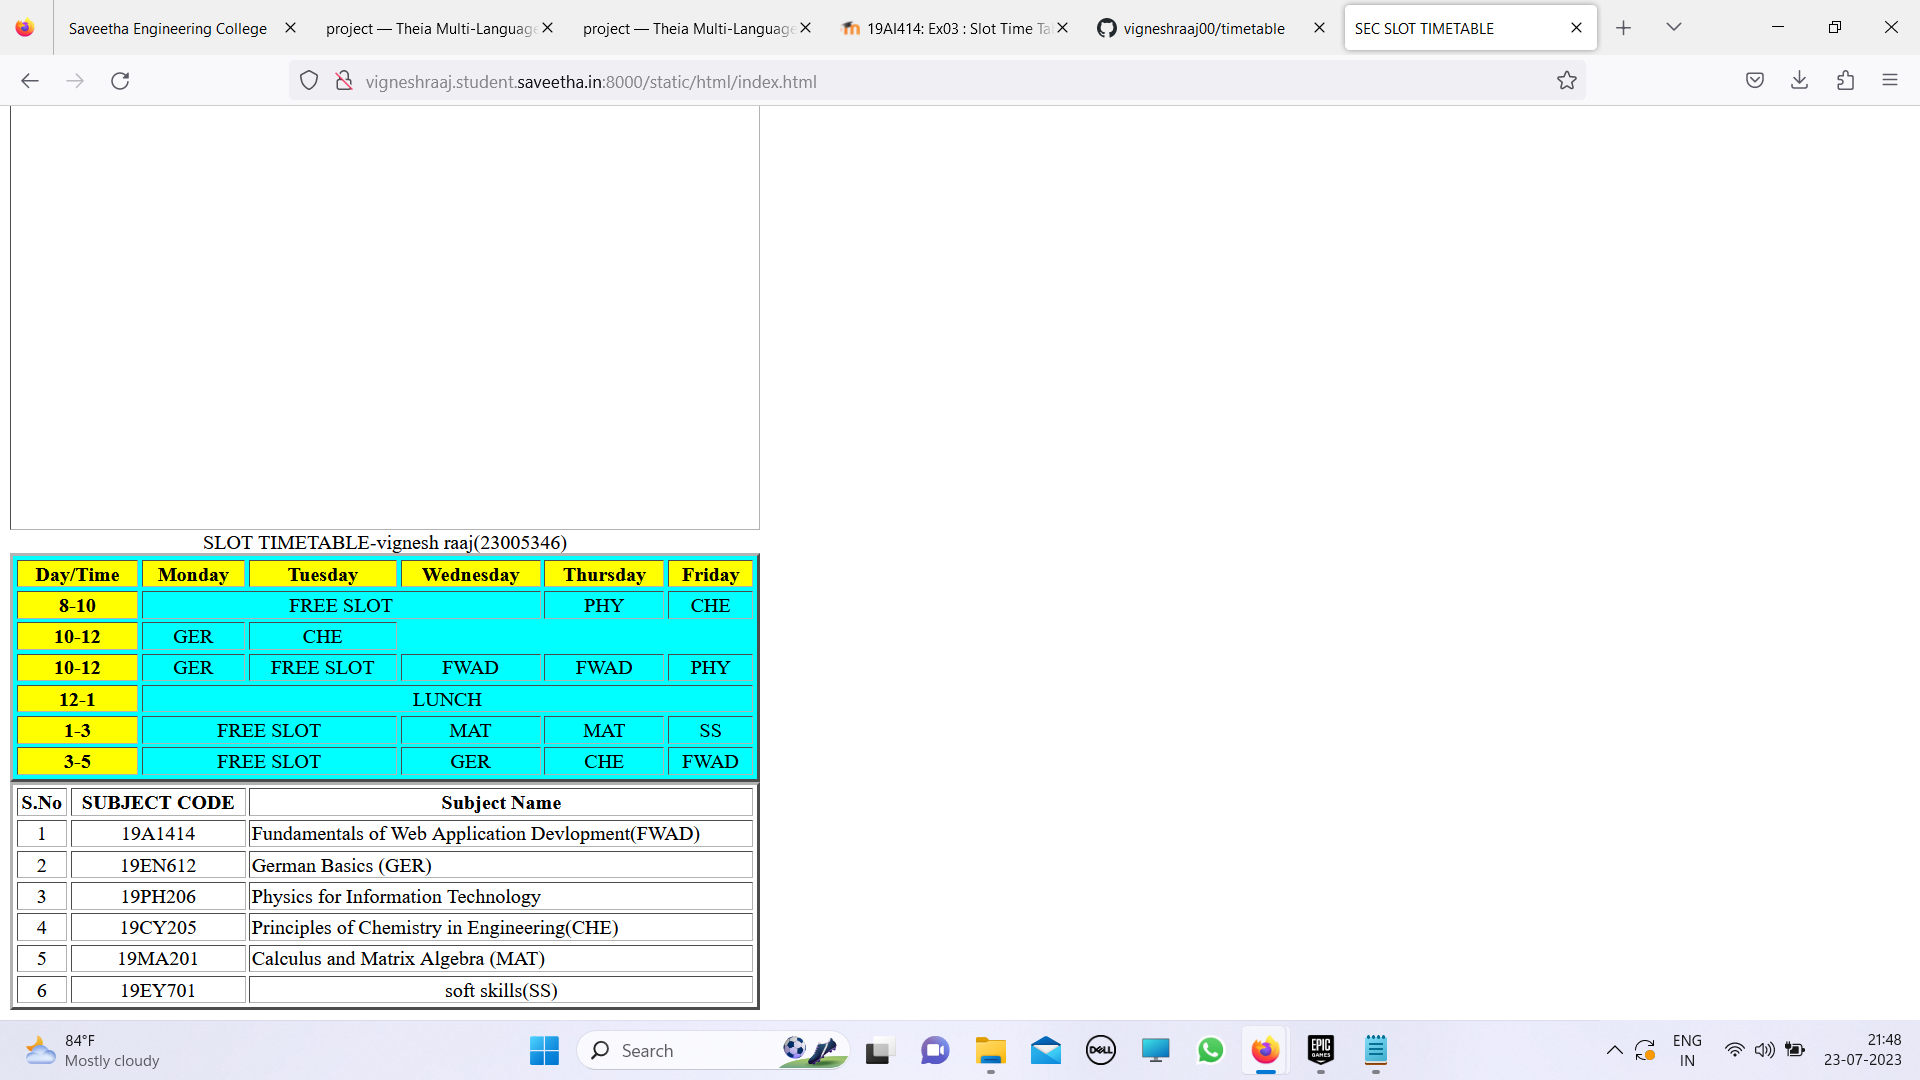 Saveetha Engineering College
project — Theia Multi-Language
project — Theia Multi-Language
19AI414: Ex03 : Slot Time Ta
vigneshraaj00/timetable
SEC SLOT TIMETABLE
vigneshraaj.student.saveetha.in:8000/static/html/index.html
SLOT TIMETABLE-vignesh raaj(23005346)
Day/Time Monday Tuesday Wednesday Thursday Friday
8-10 FREE SLOT PHY CHE
10-12 GER CHE
10-12 GER FREE SLOT FWAD FWAD PHY
12-1 LUNCH
1-3 FREE SLOT MAT MAT SS
3-5 FREE SLOT GER CHE FWAD
S.No SUBJECT CODE Subject Name
1 19A1414 Fundamentals of Web Application Devlopment(FWAD)
2 19EN612 German Basics (GER)
3 19PH206 Physics for Information Technology
4 19CY205 Principles of Chemistry in Engineering(CHE)
5 19MA201 Calculus and Matrix Algebra (MAT)
6 19EY701 soft skills(SS)
84°F
Mostly cloudy
Search
DELL
EPIC
GAMES
ENG
IN
21:48
23-07-2023